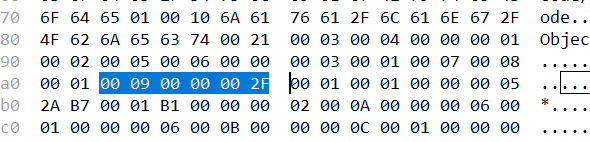 70 6F 64 65 01 00 10 6A 61 76 61 2F 6C 61 6E 67 2F ode..
80 4F 62 6A 65 63 74 00 21 00 03 00 04 00 00 00 01 Objec
90 00 02 00 05 00 06 00 00 00 03 00 01 00 07 00 08 .....
a0 00 01 00 09 00 00 00 2F 00 01 00 01 00 00 00 05 .....
b0 2A B7 00 01 B1 00 00 00 02 00 0A 00 00 00 06 00 *.....
c0 01 00 00 00 06 00 0B 00 00 00 0C 00 01 00 00 00 ......